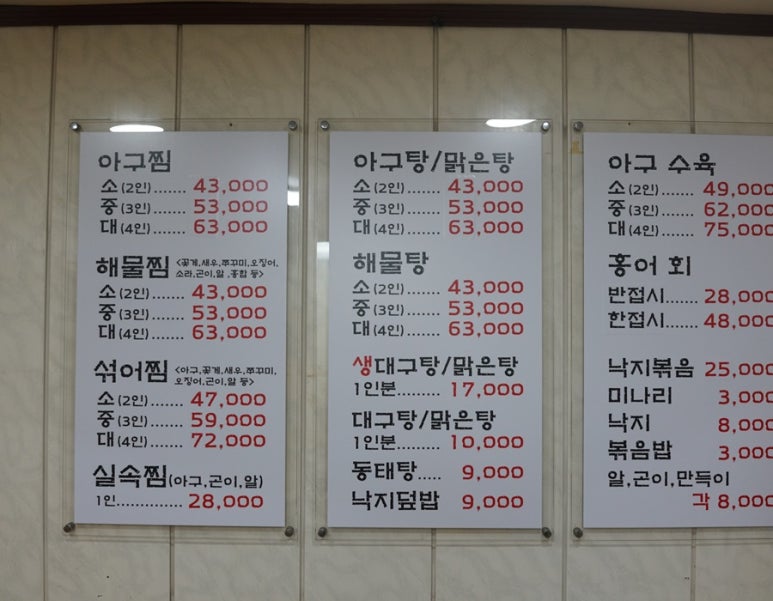 아구찜
소(2인)....... 43,000
중(3인)....... 53,000
대(4인)....... 63,000
해물찜 <꽃게,새우,쭈꾸미,오징어,
소라,곤이,알,홍합 등>
소(2인)....... 43,000
중(3인)....... 53,000
대(4인)....... 63,000
섞어찜 <아구,꽃게,새우,쭈꾸미,
오징어,곤이,알 등>
소(2인)....... 47,000
중(3인)....... 59,000
대(4인)....... 72,000
실속찜(아구,곤이,알)
1인.............. 28,000
아구탕/맑은탕
소(2인)....... 43,000
중(3인)....... 53,000
대(4인)....... 63,000
해물탕
소(2인)....... 43,000
중(3인)....... 53,000
대(4인)....... 63,000
생대구탕/맑은탕
1인분......... 17,000
대구탕/맑은탕
1인분......... 10,000
동태탕..... 9,000
낙지덮밥 9,000
아구 수육
소(2인)....... 49,000
중(3인)....... 62,000
대(4인)....... 75,000
홍어 회
반접시...... 28,000
한접시...... 48,000
낙지볶음 25,000
미나리 3,000
낙지 8,000
볶음밥 3,000
알,곤이,만득이
각 8,000